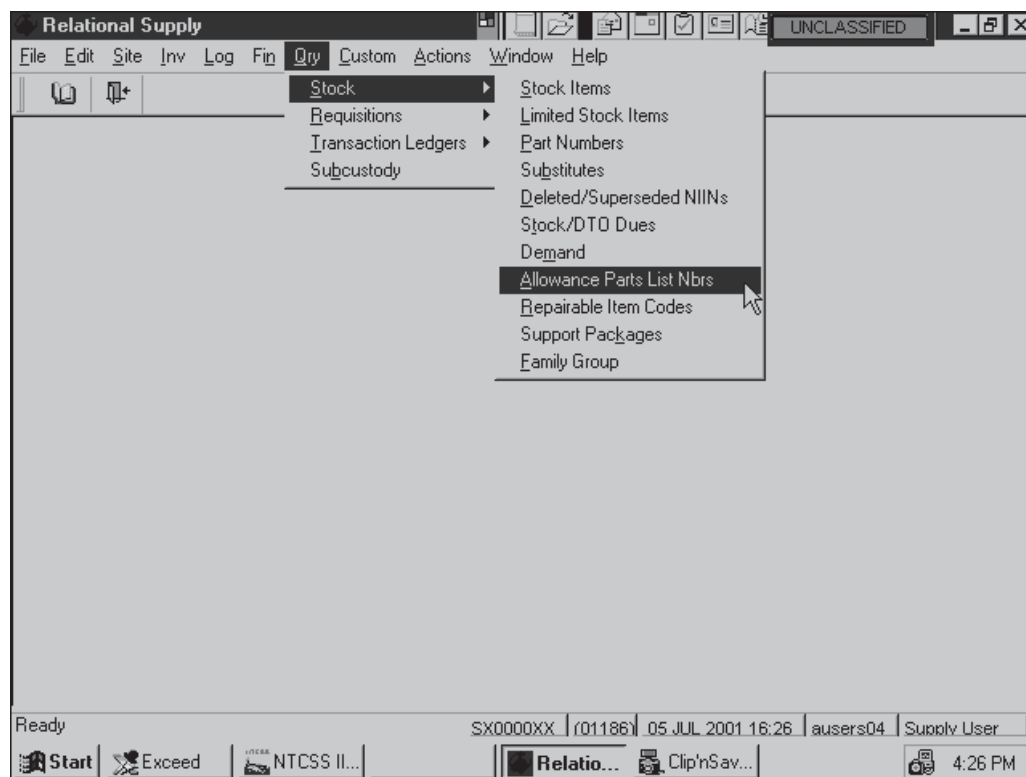 Relational Supply
UNCLASSIFIED
File Edit Site Inv Log Fin Qry Custom Actions Window Help
Stock
Requisitions
Transaction Ledgers
Subcustody
Stock Items
Limited Stock Items
Part Numbers
Substitutes
Deleted/Superseded NIINs
Stock/DTO Dues
Demand
Allowance Parts List Nbrs
Repairable Item Codes
Support Packages
Family Group
Ready
SX0000XX (01186) 05 JUL 2001 16:26 ausers04 Supply User
Start Exceed NTCSS II... Relatio... Clip'nSav... 4:26 PM